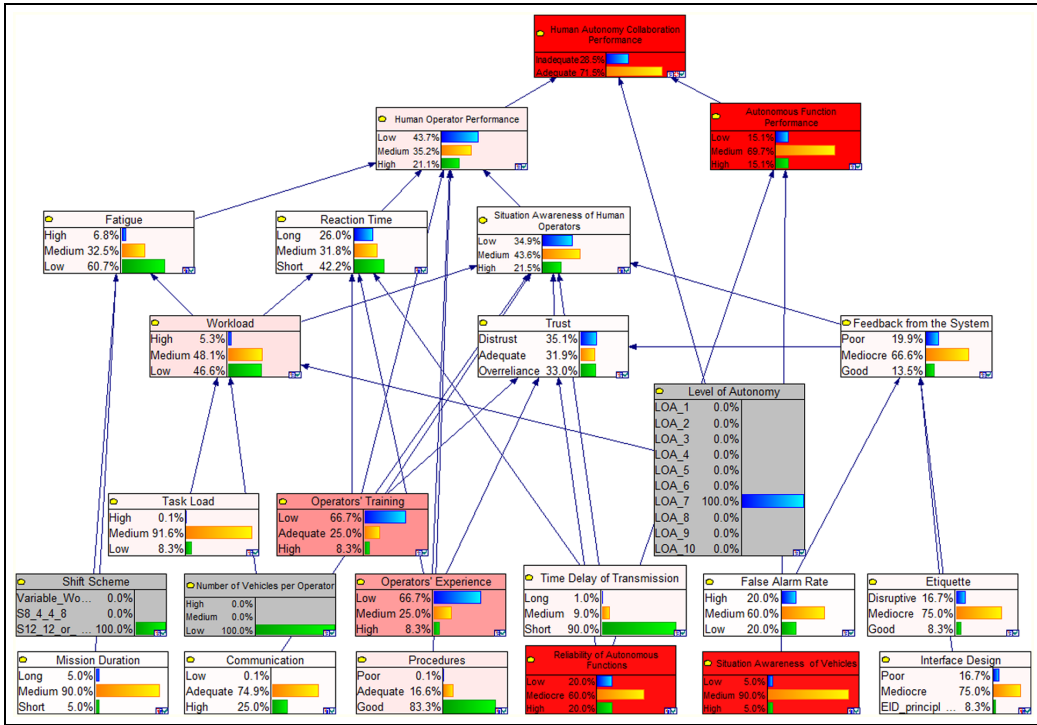 Human Autonomy Collaboration
Performance
Inadequate 28.5%
Adequate 71.5%
Human Operator Performance
Low 43.7%
Medium 35.2%
High 21.1%
Autonomous Function
Performance
Low 15.1%
Medium 69.7%
High 15.1%
Fatigue
High 6.8%
Medium 32.5%
Low 60.7%
Reaction Time
Long 26.0%
Medium 31.8%
Short 42.2%
Situation Awareness of Human
Operators
Low 34.9%
Medium 43.6%
High 21.5%
Workload
High 5.3%
Medium 48.1%
Low 46.6%
Trust
Distrust 35.1%
Adequate 31.9%
Overreliance 33.0%
Feedback from the System
Poor 19.9%
Mediocre 66.6%
Good 13.5%
Level of Autonomy
LOA_1 0.0%
LOA_2 0.0%
LOA_3 0.0%
LOA_4 0.0%
LOA_5 0.0%
LOA_6 0.0%
LOA_7 100.0%
LOA_8 0.0%
LOA_9 0.0%
LOA_10 0.0%
Task Load
High 0.1%
Medium 91.6%
Low 8.3%
Operators' Training
Low 66.7%
Adequate 25.0%
High 8.3%
Shift Scheme
Variable_Wo... 0.0%
S8_4_4_8 0.0%
S12_12_or_ ... 100.0%
Number of Vehicles per Operator
High 0.0%
Medium 0.0%
Low 100.0%
Operators' Experience
Low 66.7%
Medium 25.0%
High 8.3%
Time Delay of Transmission
Long 1.0%
Medium 9.0%
Short 90.0%
False Alarm Rate
High 20.0%
Medium 60.0%
Low 20.0%
Etiquette
Disruptive 16.7%
Mediocre 75.0%
Good 8.3%
Mission Duration
Long 5.0%
Medium 90.0%
Short 5.0%
Communication
Low 0.1%
Adequate 74.9%
High 25.0%
Procedures
Poor 0.1%
Adequate 16.6%
Good 83.3%
Reliability of Autonomous
Functions
Low 20.0%
Mediocre 60.0%
High 20.0%
Situation Awareness of Vehicles
Low 5.0%
Medium 90.0%
High 5.0%
Interface Design
Poor 16.7%
Mediocre 75.0%
EID_principl ... 8.3%